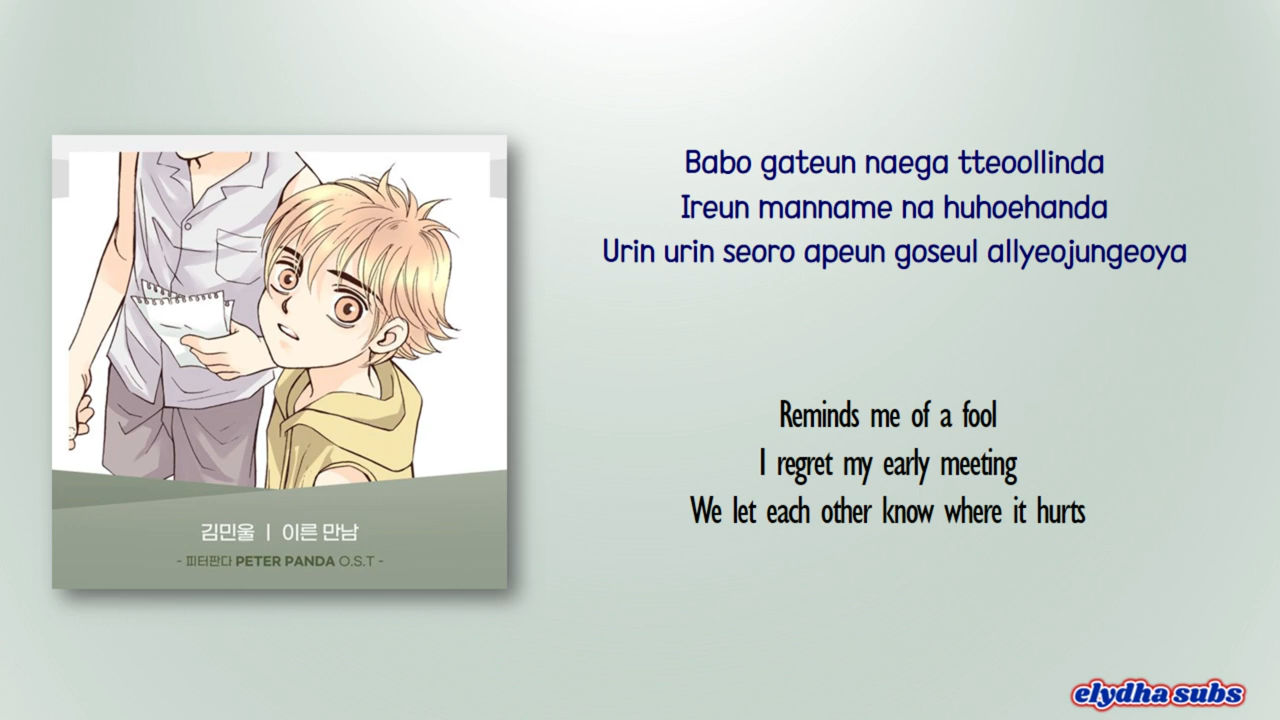 Babo gateun naega tteoollinda
Ireun manname na huhoehanda
Urin urin seoro apeun goseul allyeojungeoya
Reminds me of a fool
I regret my early meeting
We let each other know where it hurts
김민울 | 이른 만남
- 피터판다 PETER PANDA O.S.T -
elydha subs